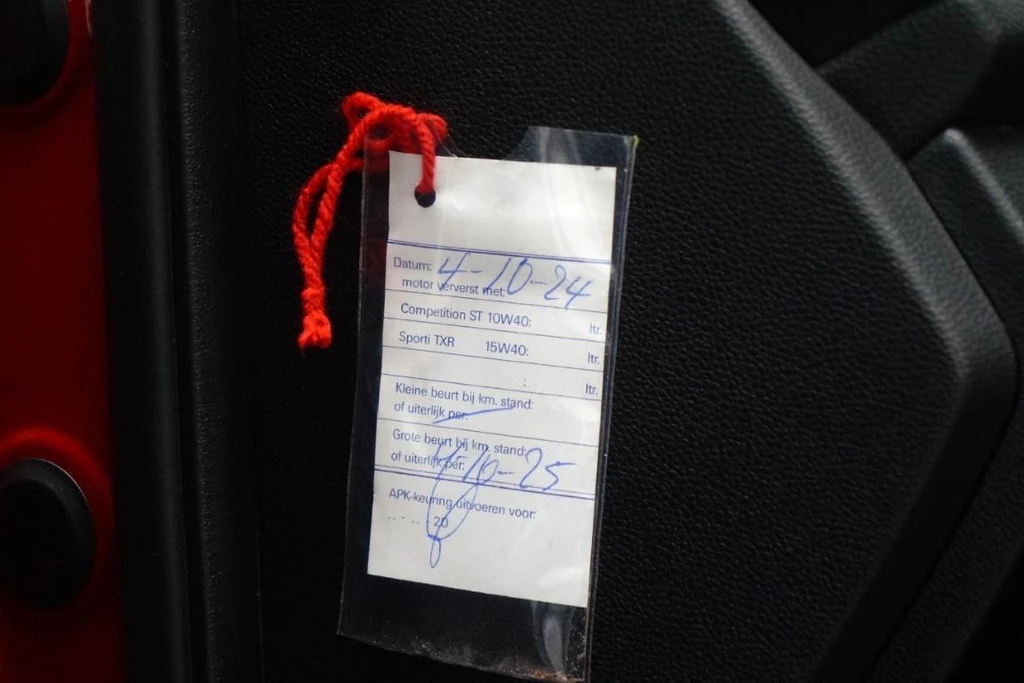 Datum: 4-10-24
motor ververst met:
Competition ST 10W40: ltr.
Sporti TXR 15W40: ltr.
: ltr.
Kleine beurt bij km. stand:
of uiterlijk per:
Grote beurt bij km. stand:
of uiterlijk per: 4-10-25
APK-keuring uitvoeren voor:
20